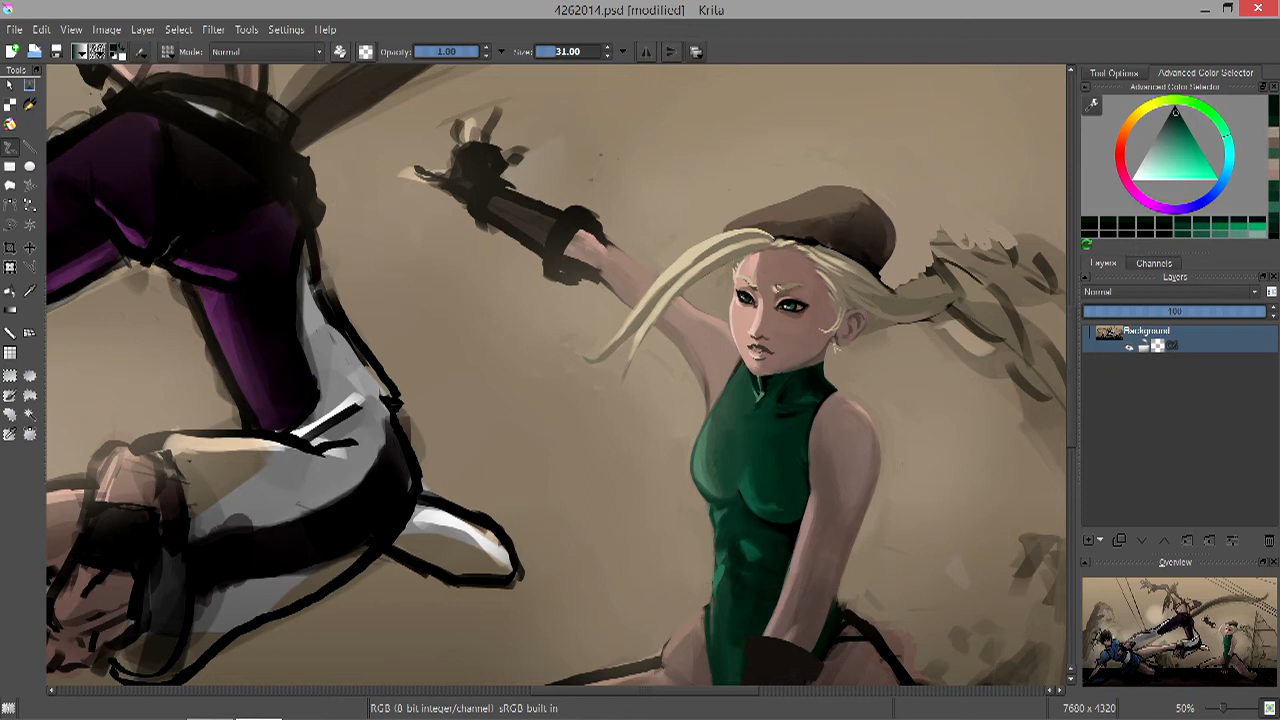 4262014.psd [modified] - Krita
File Edit View Image Layer Select Filter Tools Settings Help
Mode: Normal Opacity: 1.00 Size: 31.00
Tools
Tool Options Advanced Color Selector
Advanced Color Selector
Layers Channels
Layers
Normal
100
Background
Overview
RGB (8 bit integer/channel) sRGB built in 7680 x 4320 50%